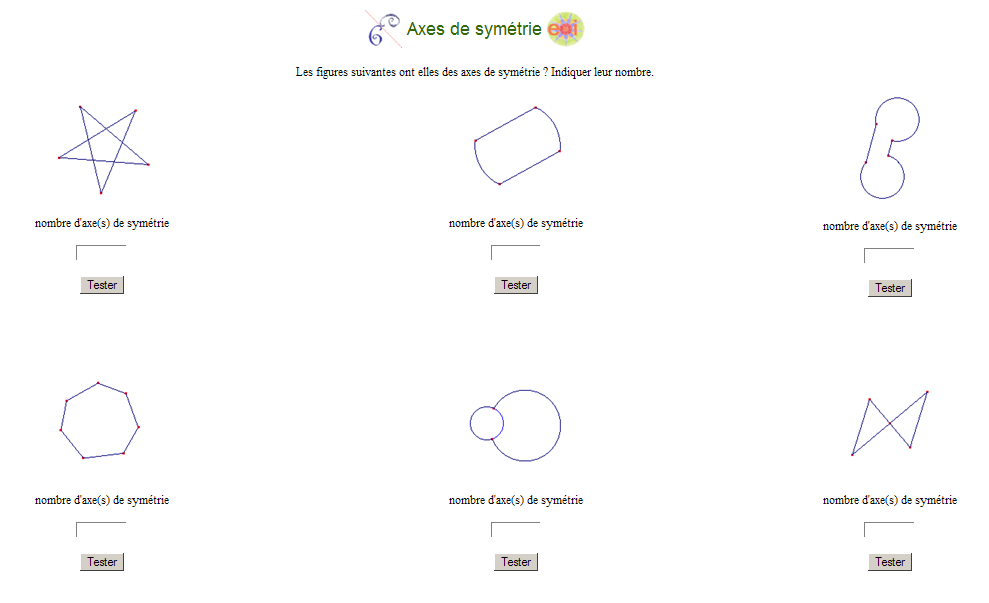 Axes de symétrie eoi
Les figures suivantes ont elles des axes de symétrie ? Indiquer leur nombre.
nombre d'axe(s) de symétrie
nombre d'axe(s) de symétrie
nombre d'axe(s) de symétrie
Tester
Tester
Tester
nombre d'axe(s) de symétrie
nombre d'axe(s) de symétrie
nombre d'axe(s) de symétrie
Tester
Tester
Tester